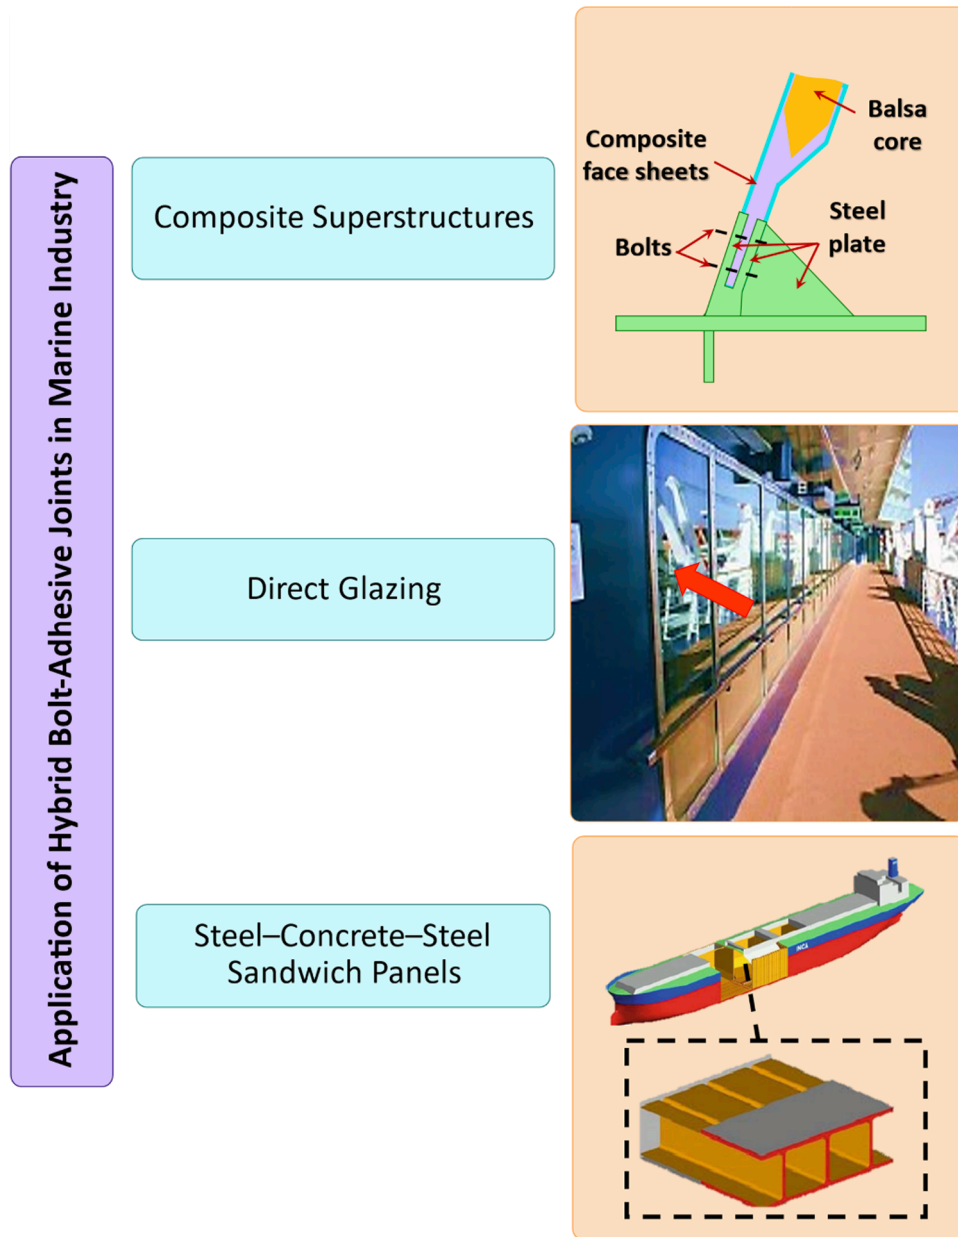 Application of Hybrid Bolt-Adhesive Joints in Marine Industry
Composite Superstructures
Balsa
core
Composite
face sheets
Steel
plate
Bolts
Direct Glazing
Steel–Concrete–Steel
Sandwich Panels
INCA